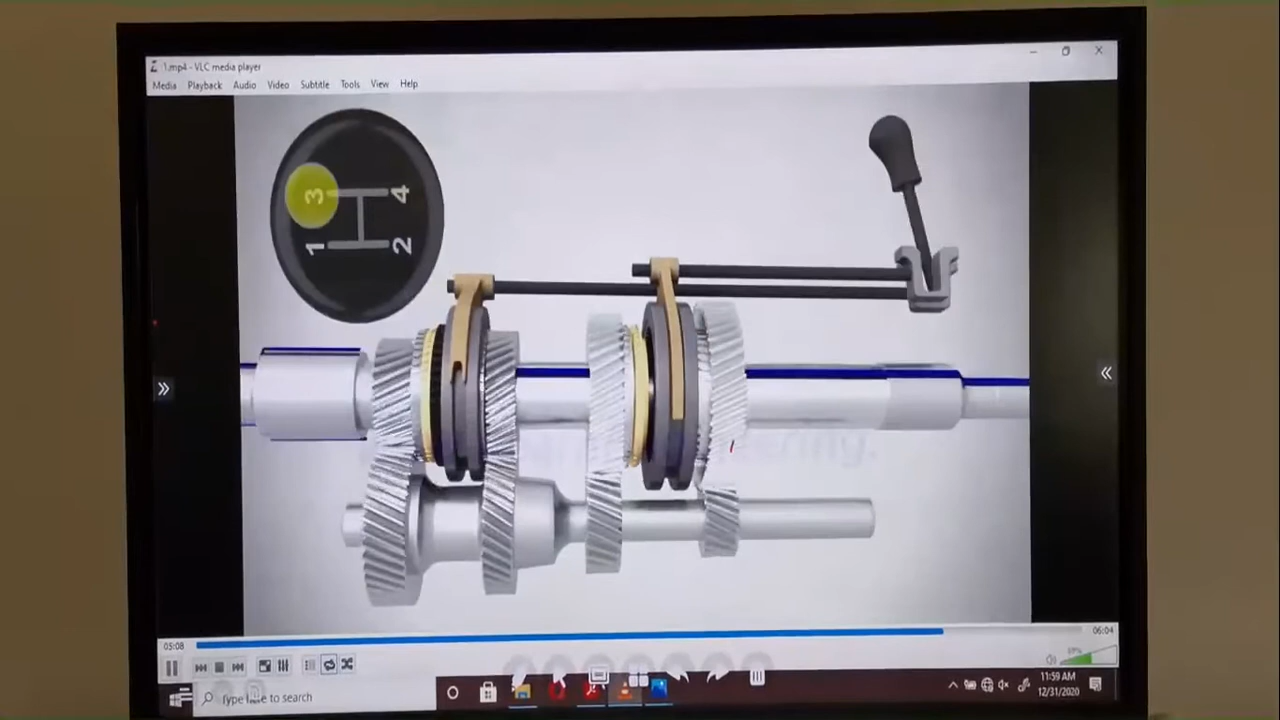 1.mp4 - VLC media player
Media Playback Audio Video Subtitle Tools View Help
3 4
1 2
05:08
06:04
Type here to search
11:59 AM
12/31/2020